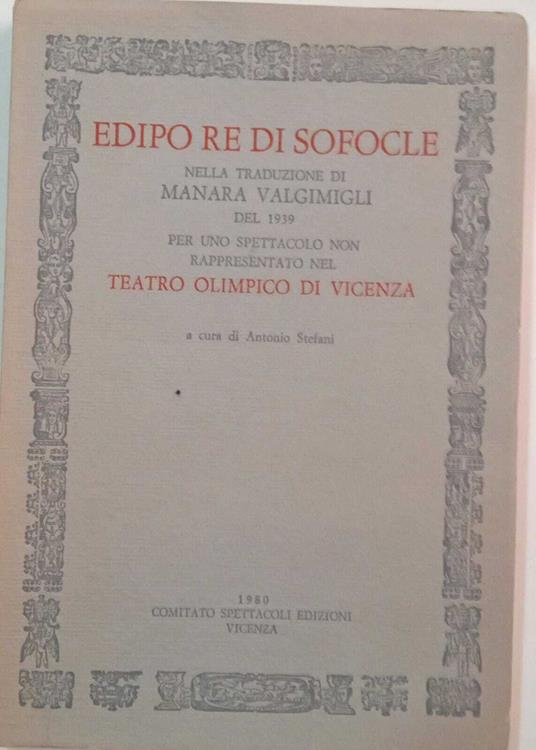 EDIPO RE DI SOFOCLE
NELLA TRADUZIONE DI
MANARA VALGIMIGLI
DEL 1939
PER UNO SPETTACOLO NON
RAPPRESENTATO NEL
TEATRO OLIMPICO DI VICENZA
a cura di Antonio Stefani
1980
COMITATO SPETTACOLI EDIZIONI
VICENZA